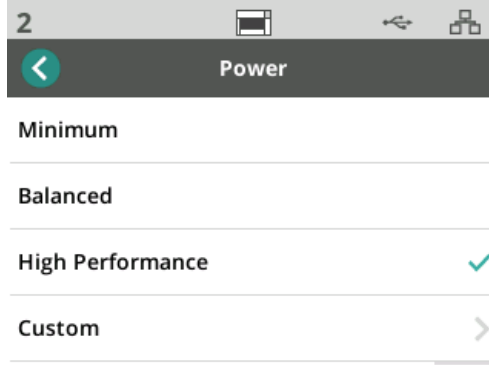 2
Power
Minimum
Balanced
High Performance
Custom